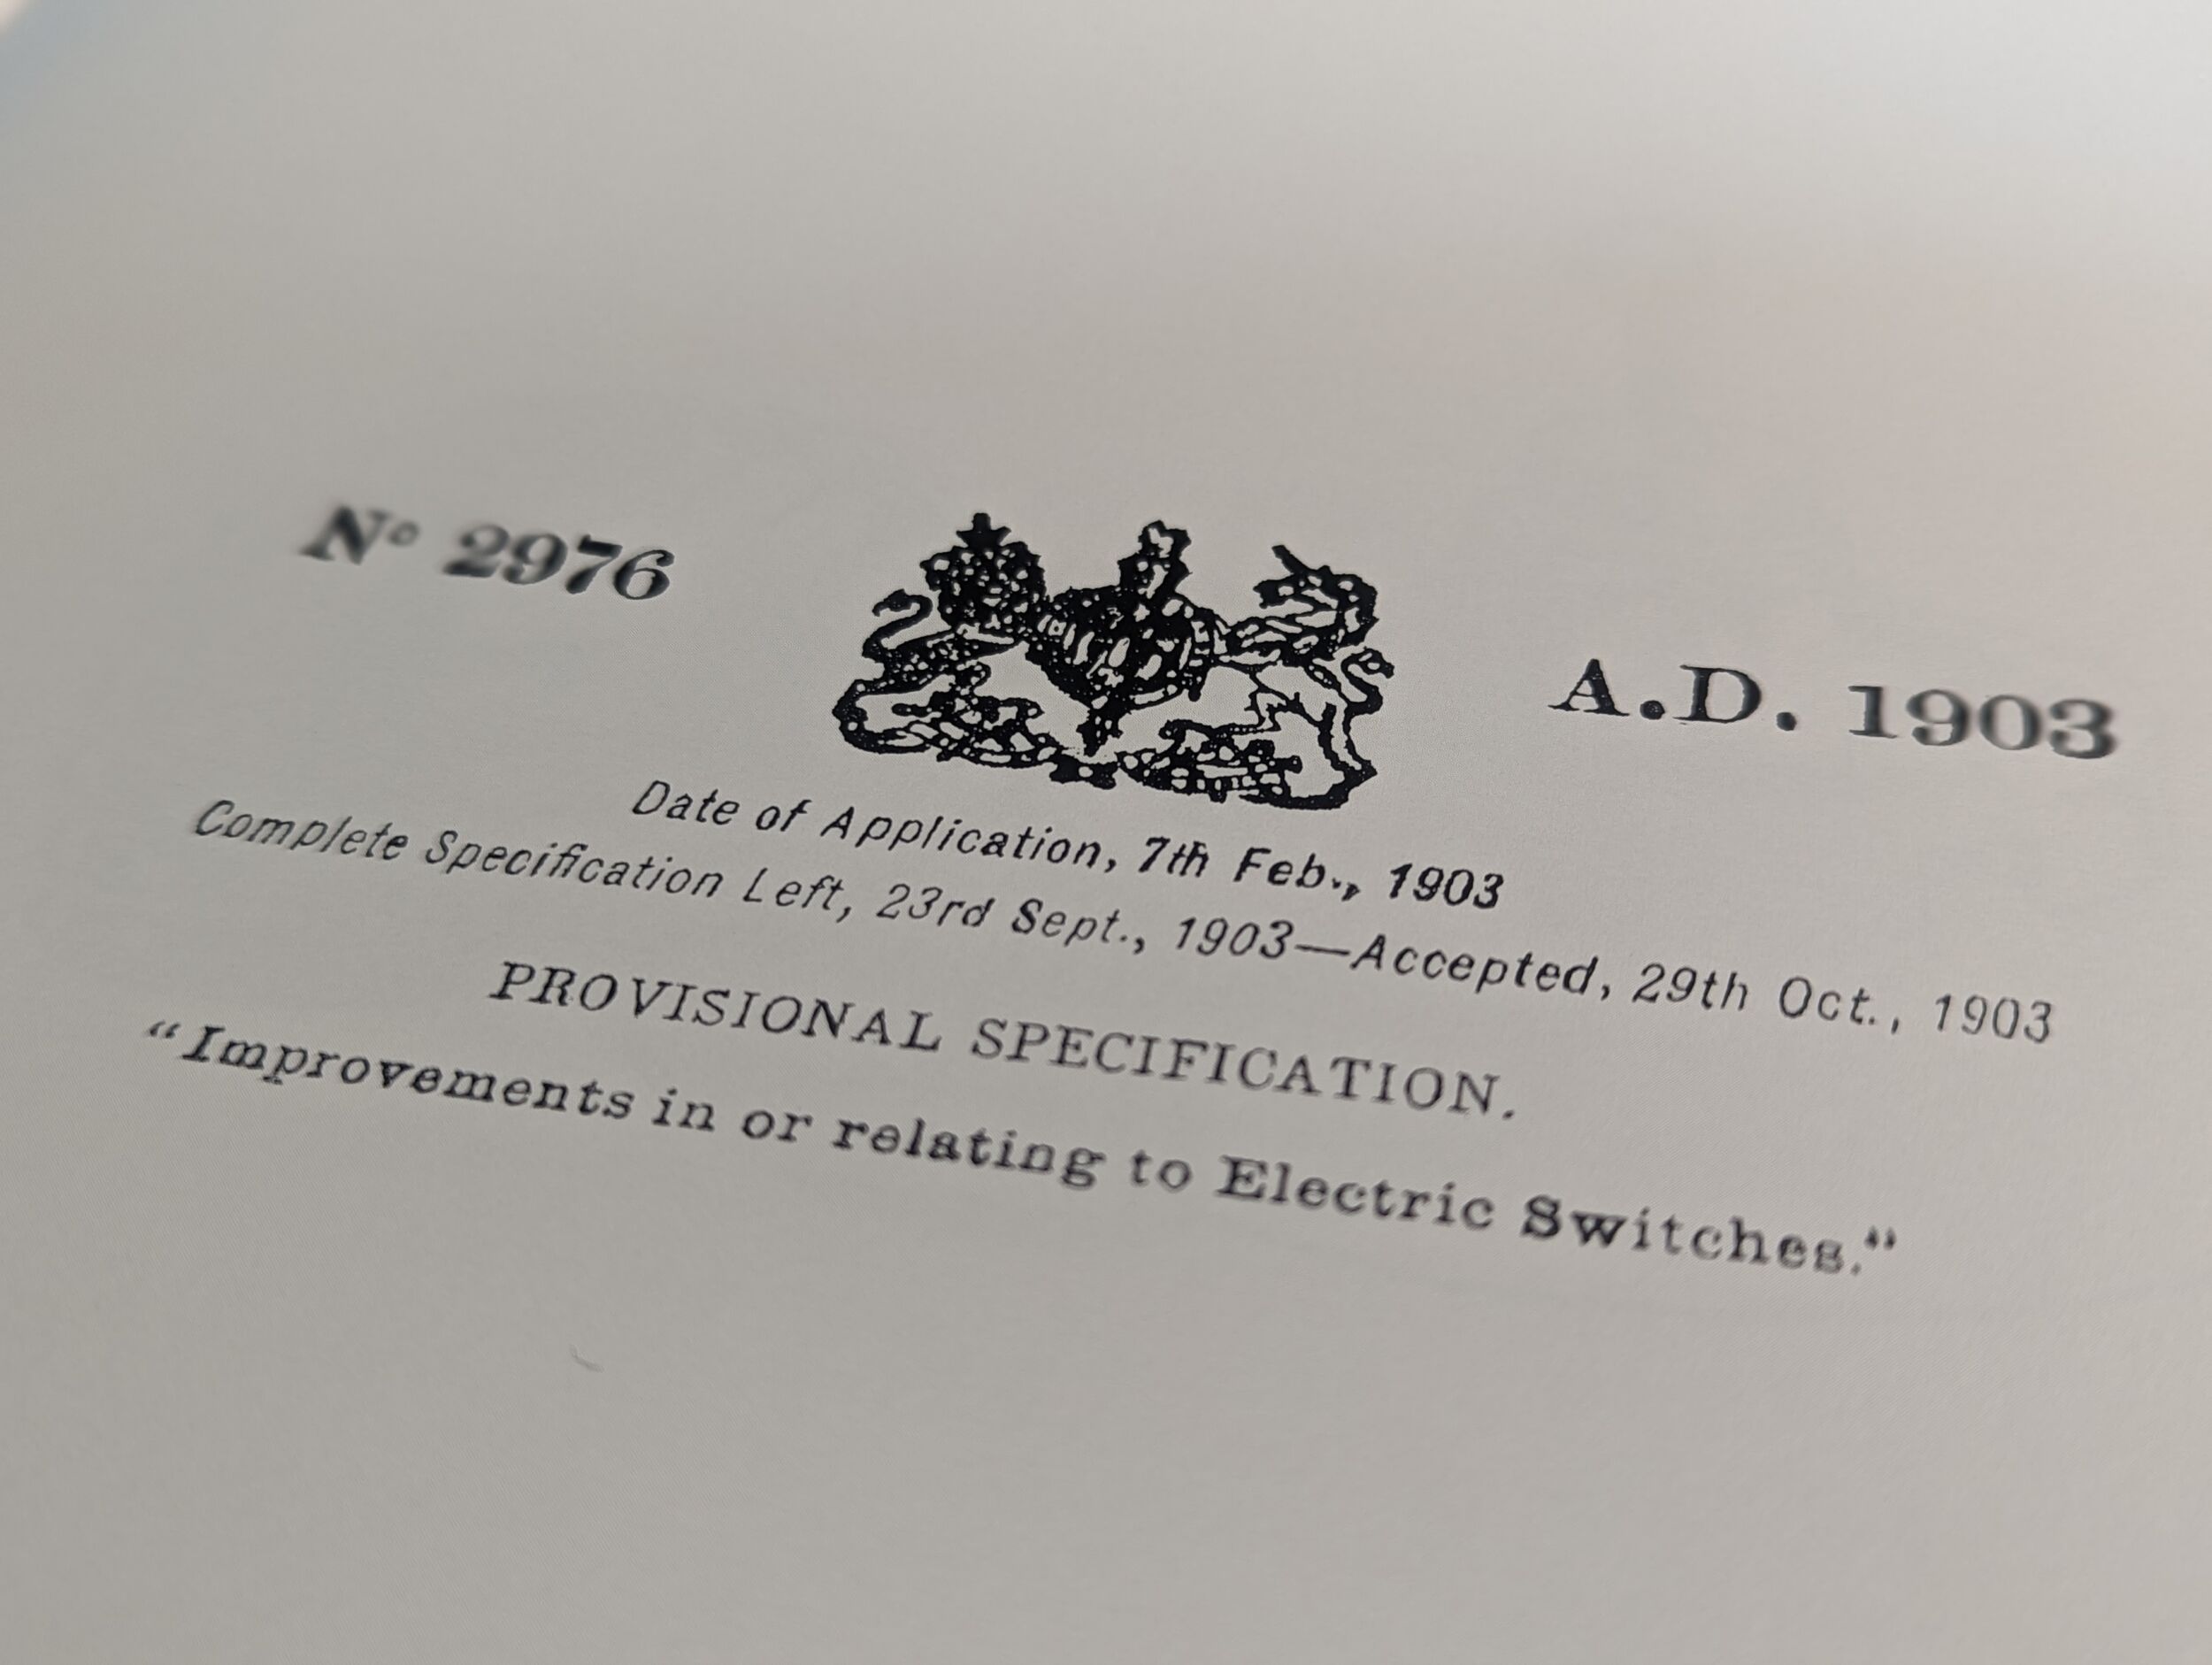 Nº 2976
A.D. 1903
Date of Application, 7th Feb., 1903
Complete Specification Left, 23rd Sept., 1903—Accepted, 29th Oct., 1903
PROVISIONAL SPECIFICATION.
“Improvements in or relating to Electric Switches.”